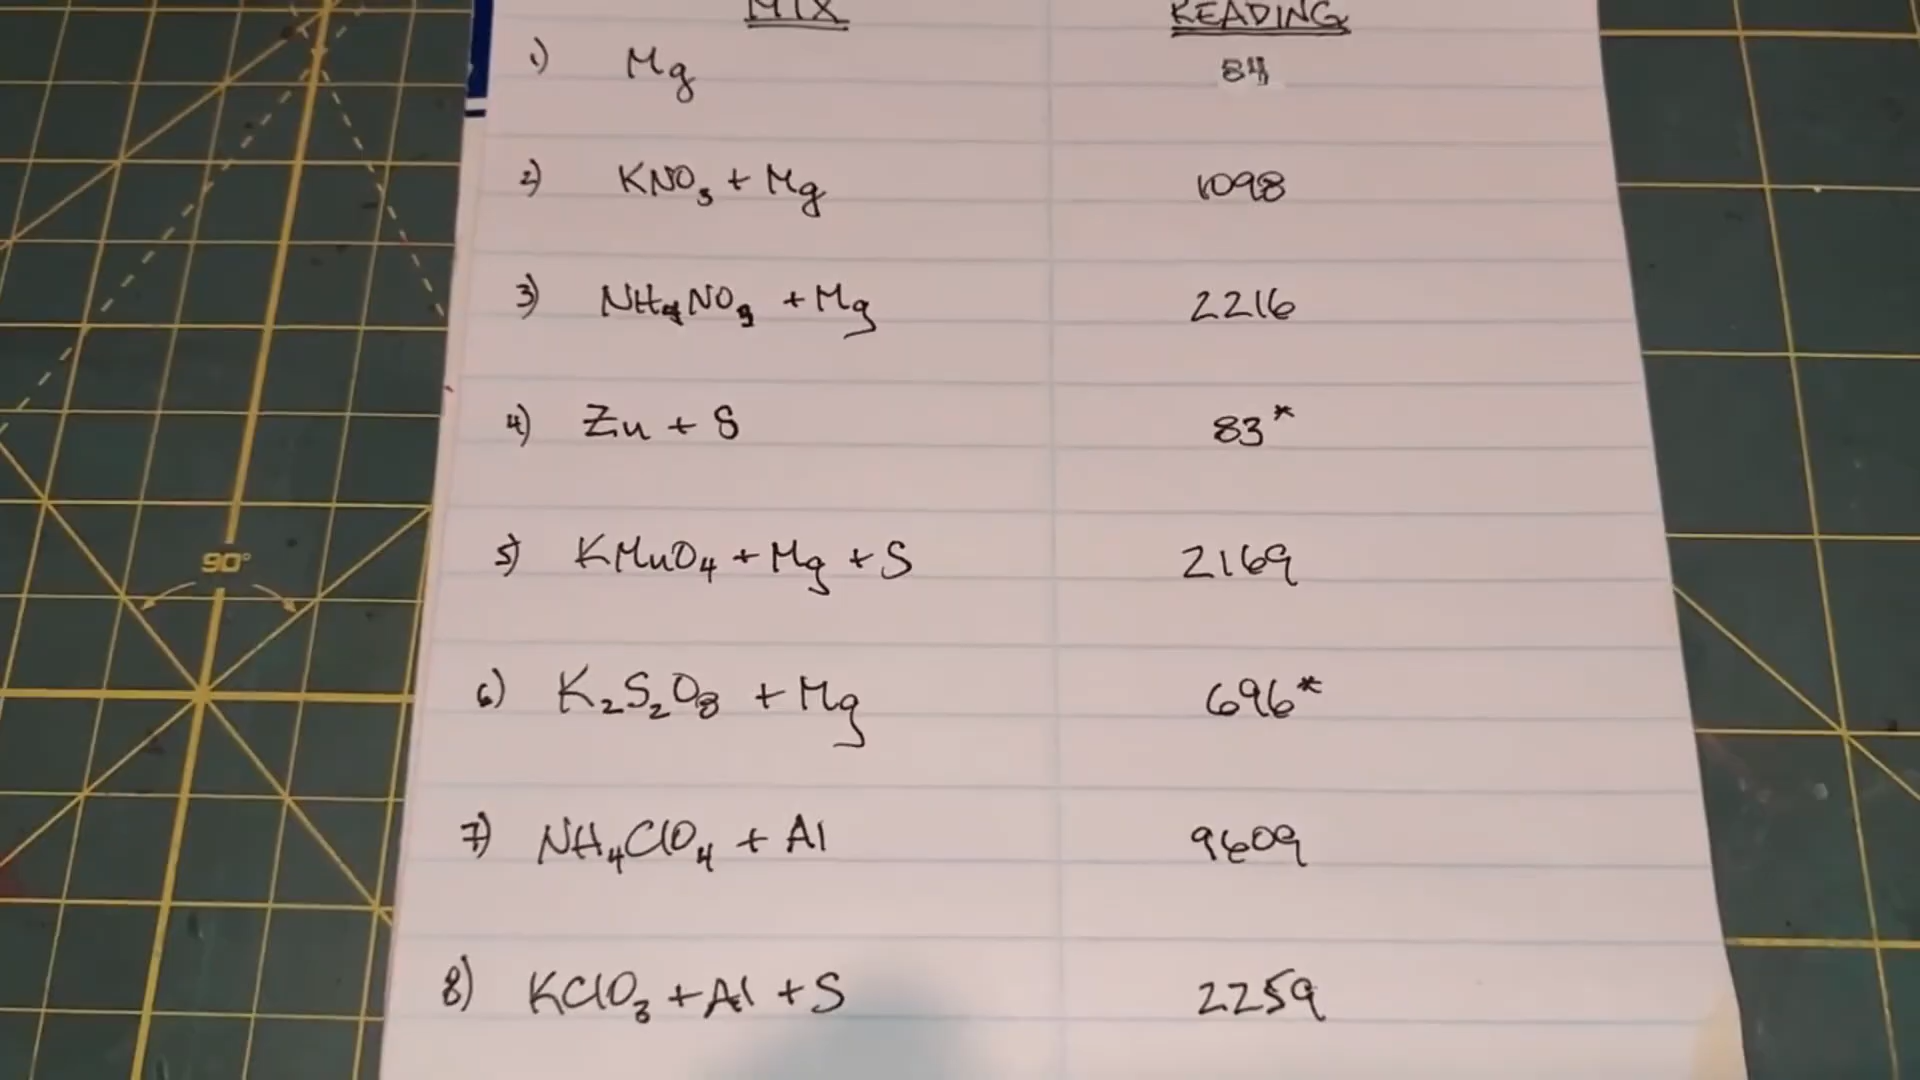 MIX READING
1) Mg 84
2) KNO₃ + Mg 1098
3) NH₄NO₃ + Mg 2216
4) Zn + S 83*
5) KMnO₄ + Mg + S 2169
6) K₂S₂O₈ + Mg 696*
90°
7) NH₄ClO₄ + Al 9609
8) KClO₃ + Al + S 2259